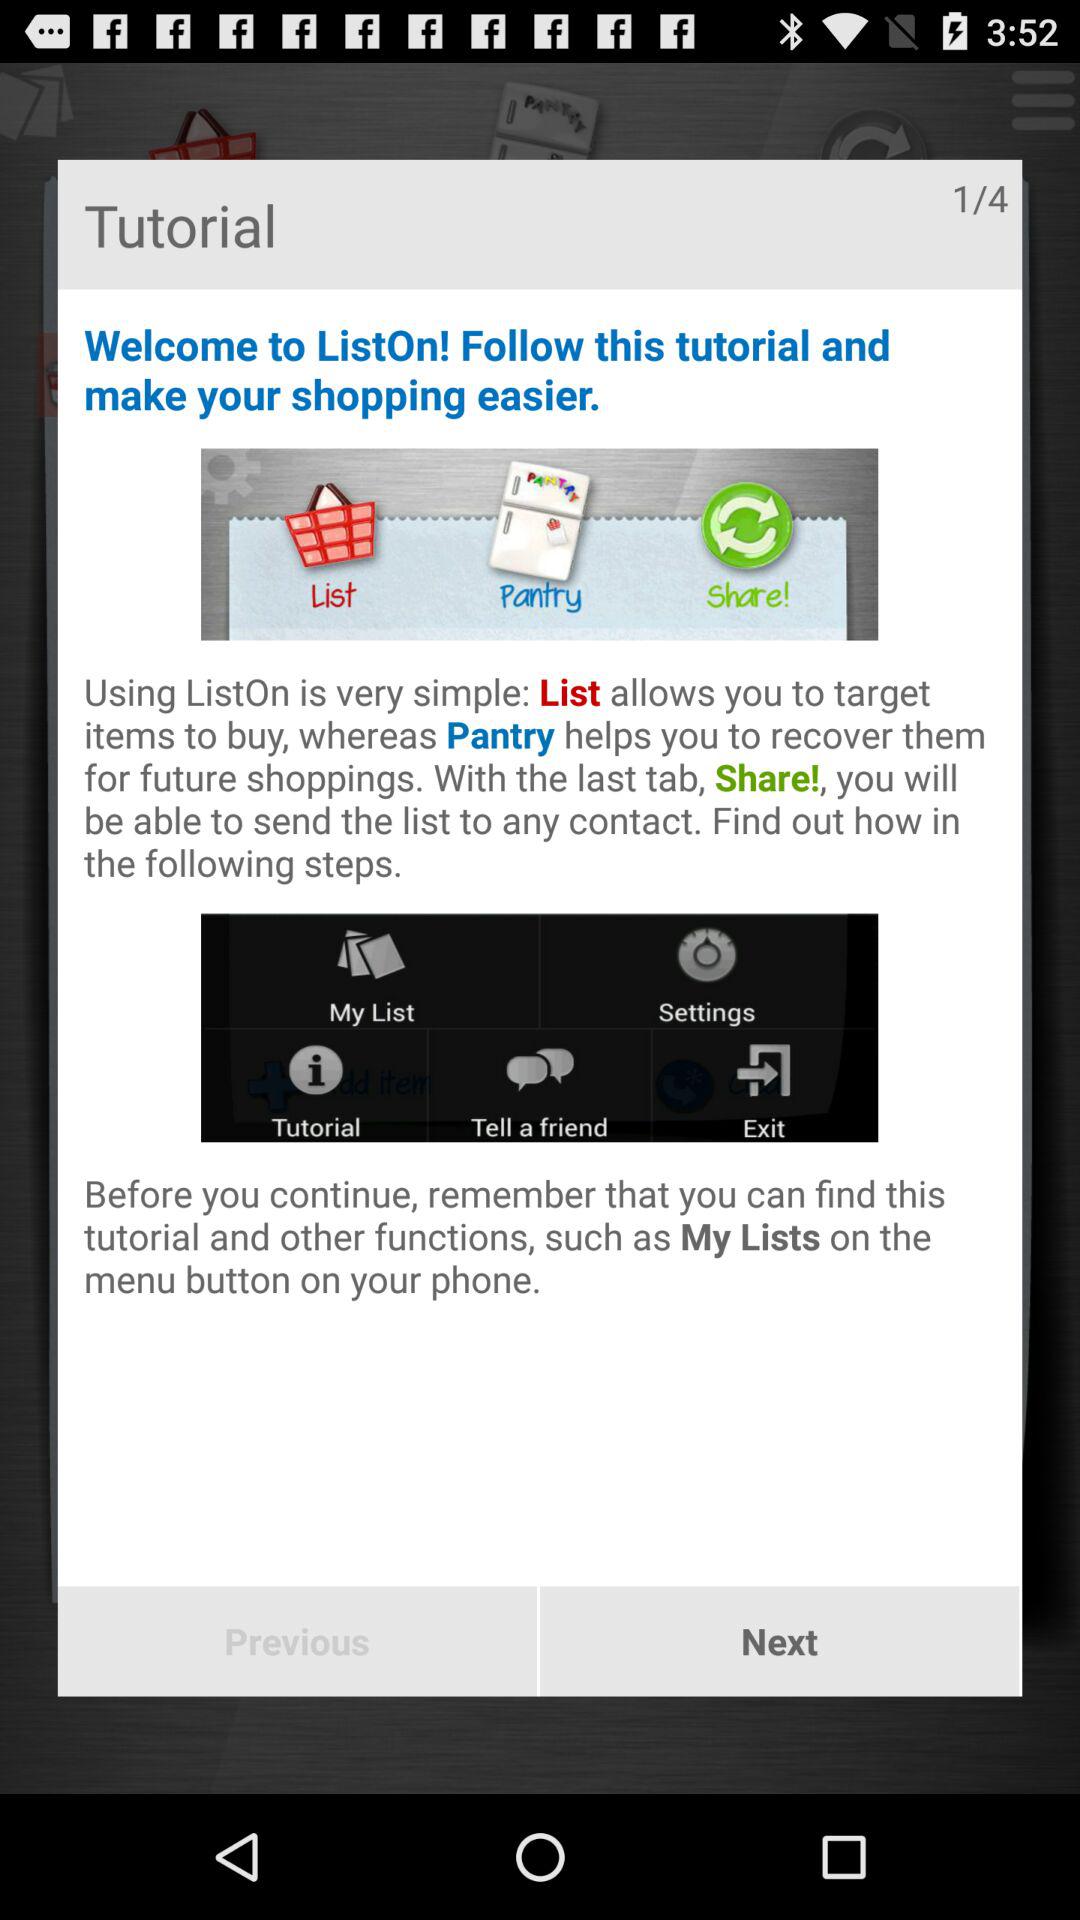 3:52
PANTRY
Tutorial
1/4
Welcome to ListOn! Follow this tutorial and
make your shopping easier.
PANTRY
List
Pantry
Share!
Using ListOn is very simple: List allows you to target
items to buy, whereas Pantry helps you to recover them
for future shoppings. With the last tab, Share!, you will
be able to send the list to any contact. Find out how in
the following steps.
My List
Settings
dd item
Tutorial
Tell a friend
Exit
Before you continue, remember that you can find this
tutorial and other functions, such as My Lists on the
menu button on your phone.
Previous
Next